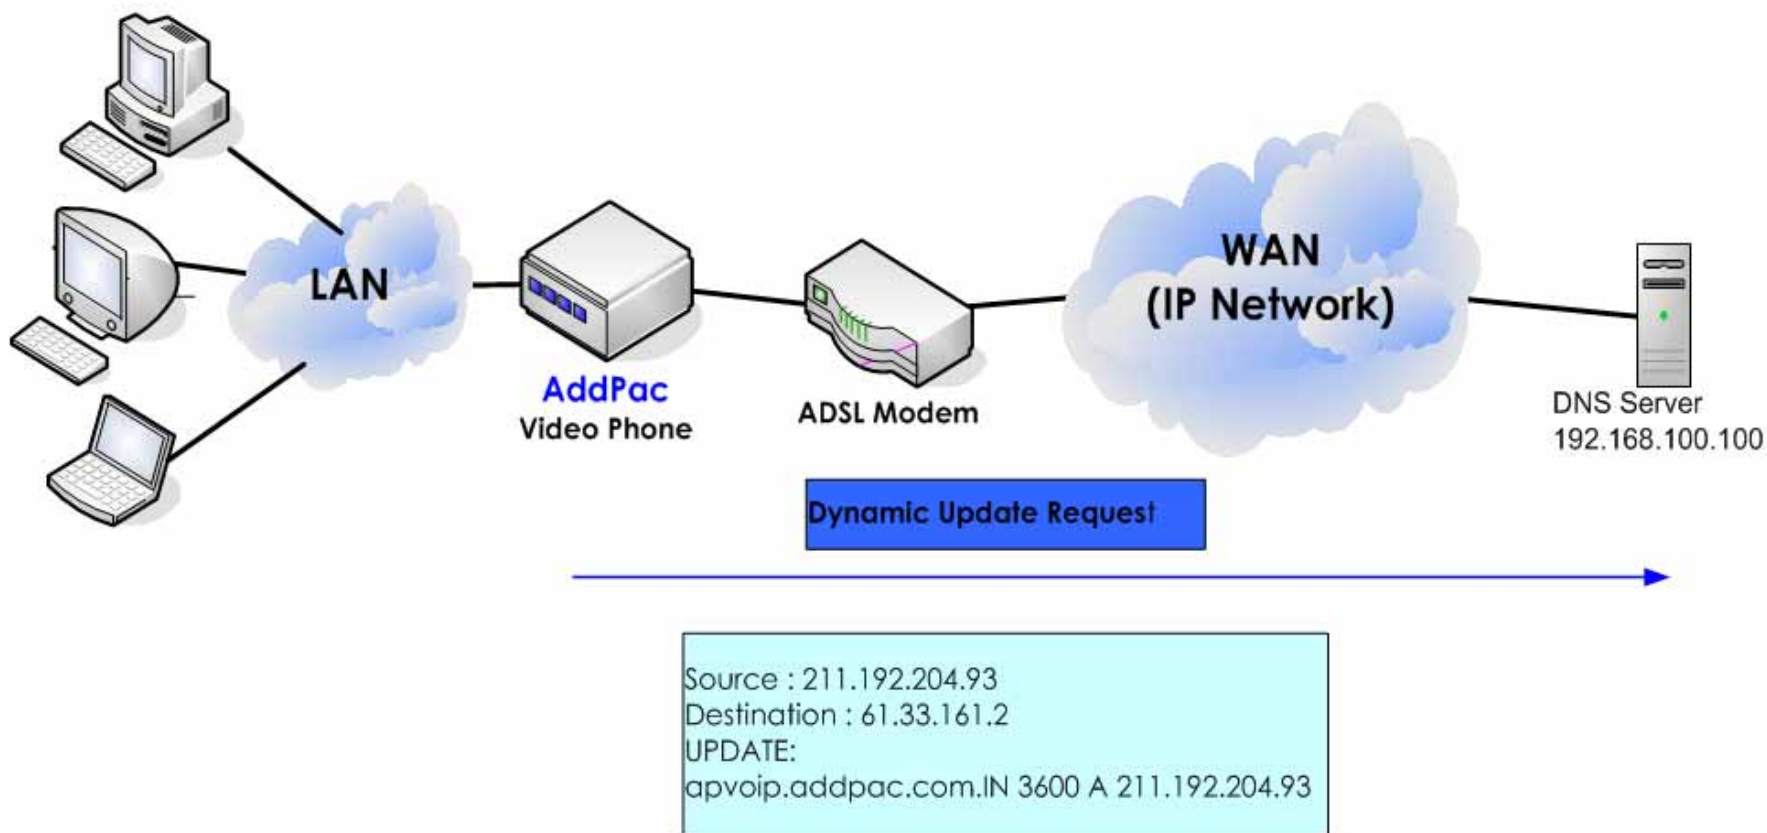 LAN
AddPac
Video Phone
ADSL Modem
WAN
(IP Network)
DNS Server
192.168.100.100
Dynamic Update Request
Source : 211.192.204.93
Destination : 61.33.161.2
UPDATE:
apvoip.addpac.com.IN 3600 A 211.192.204.93